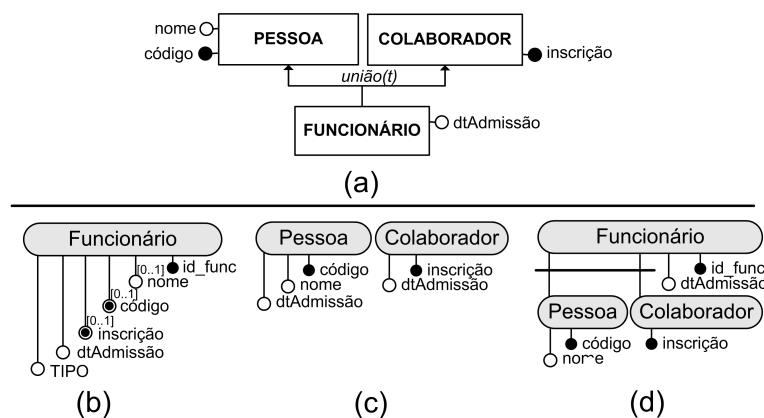 nome
PESSOA
COLABORADOR
código
inscrição
união(t)
FUNCIONÁRIO
dtAdmissão
(a)
Funcionário
[0..1]
id_func
nome
[0..1]
código
[0..1]
inscrição
dtAdmissão
TIPO
(b)
Pessoa
Colaborador
código
inscrição
nome
dtAdmissão
dtAdmissão
(c)
Funcionário
id_func
dtAdmissão
Pessoa
Colaborador
código
inscrição
nome
(d)